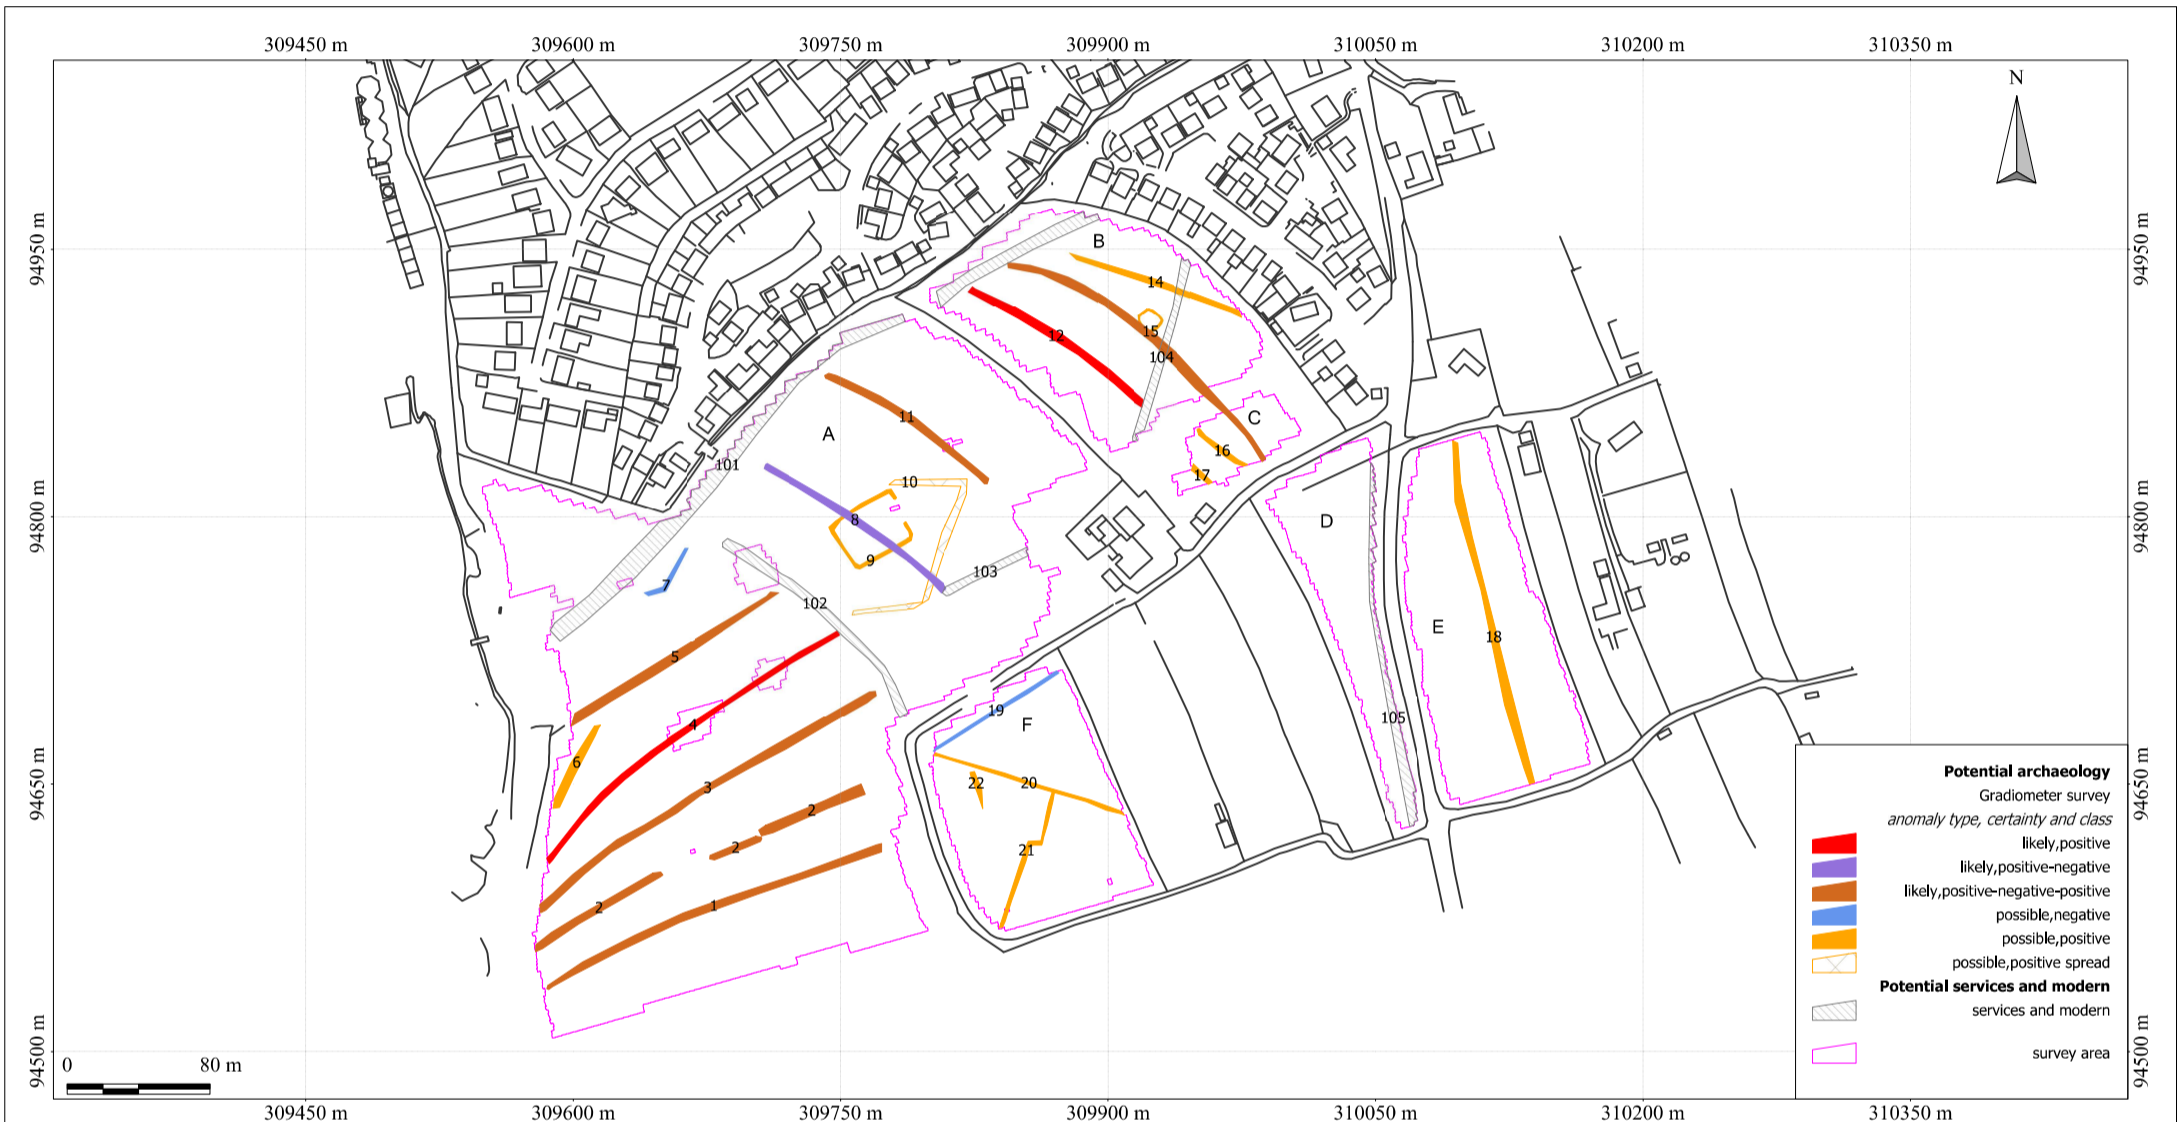 309450 m 309600 m 309750 m 309900 m 310050 m 310200 m 310350 m
N
94950 m 94950 m
B
14
15
12
104
C
11
A
16
101
17
10
94800 m 94800 m
8
D
9
103
7
102
E
18
5
4
19
F
105
6
3
22
20
94650 m 94650 m
2
2
21
2
1
Potential archaeology
Gradiometer survey
anomaly type, certainty and class
likely,positive
likely,positive-negative
likely,positive-negative-positive
possible,negative
possible,positive
possible,positive spread
Potential services and modern
services and modern
survey area
94500 m 94500 m
0 80 m
309450 m 309600 m 309750 m 309900 m 310050 m 310200 m 310350 m